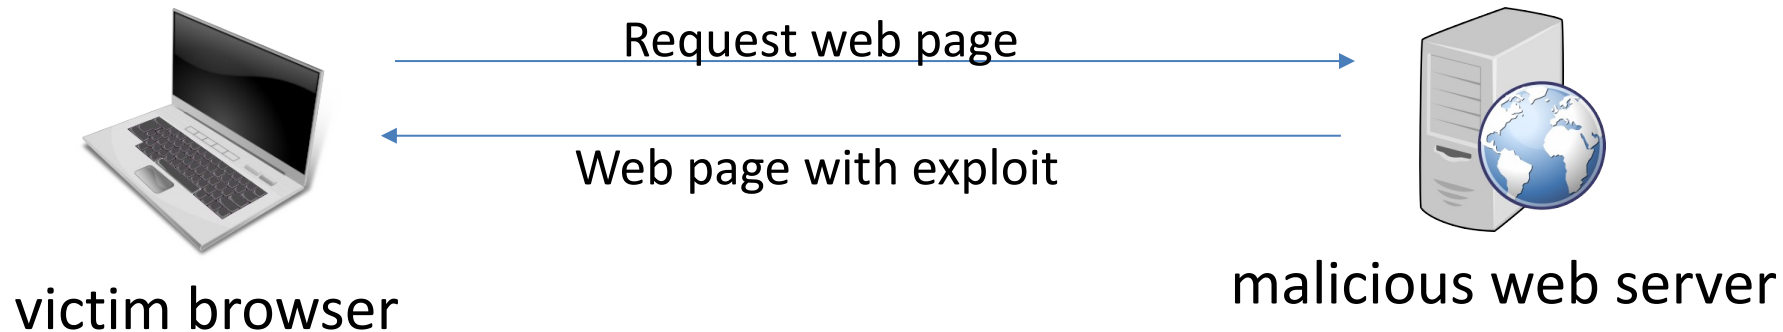 Request web page
Web page with exploit
victim browser
malicious web server